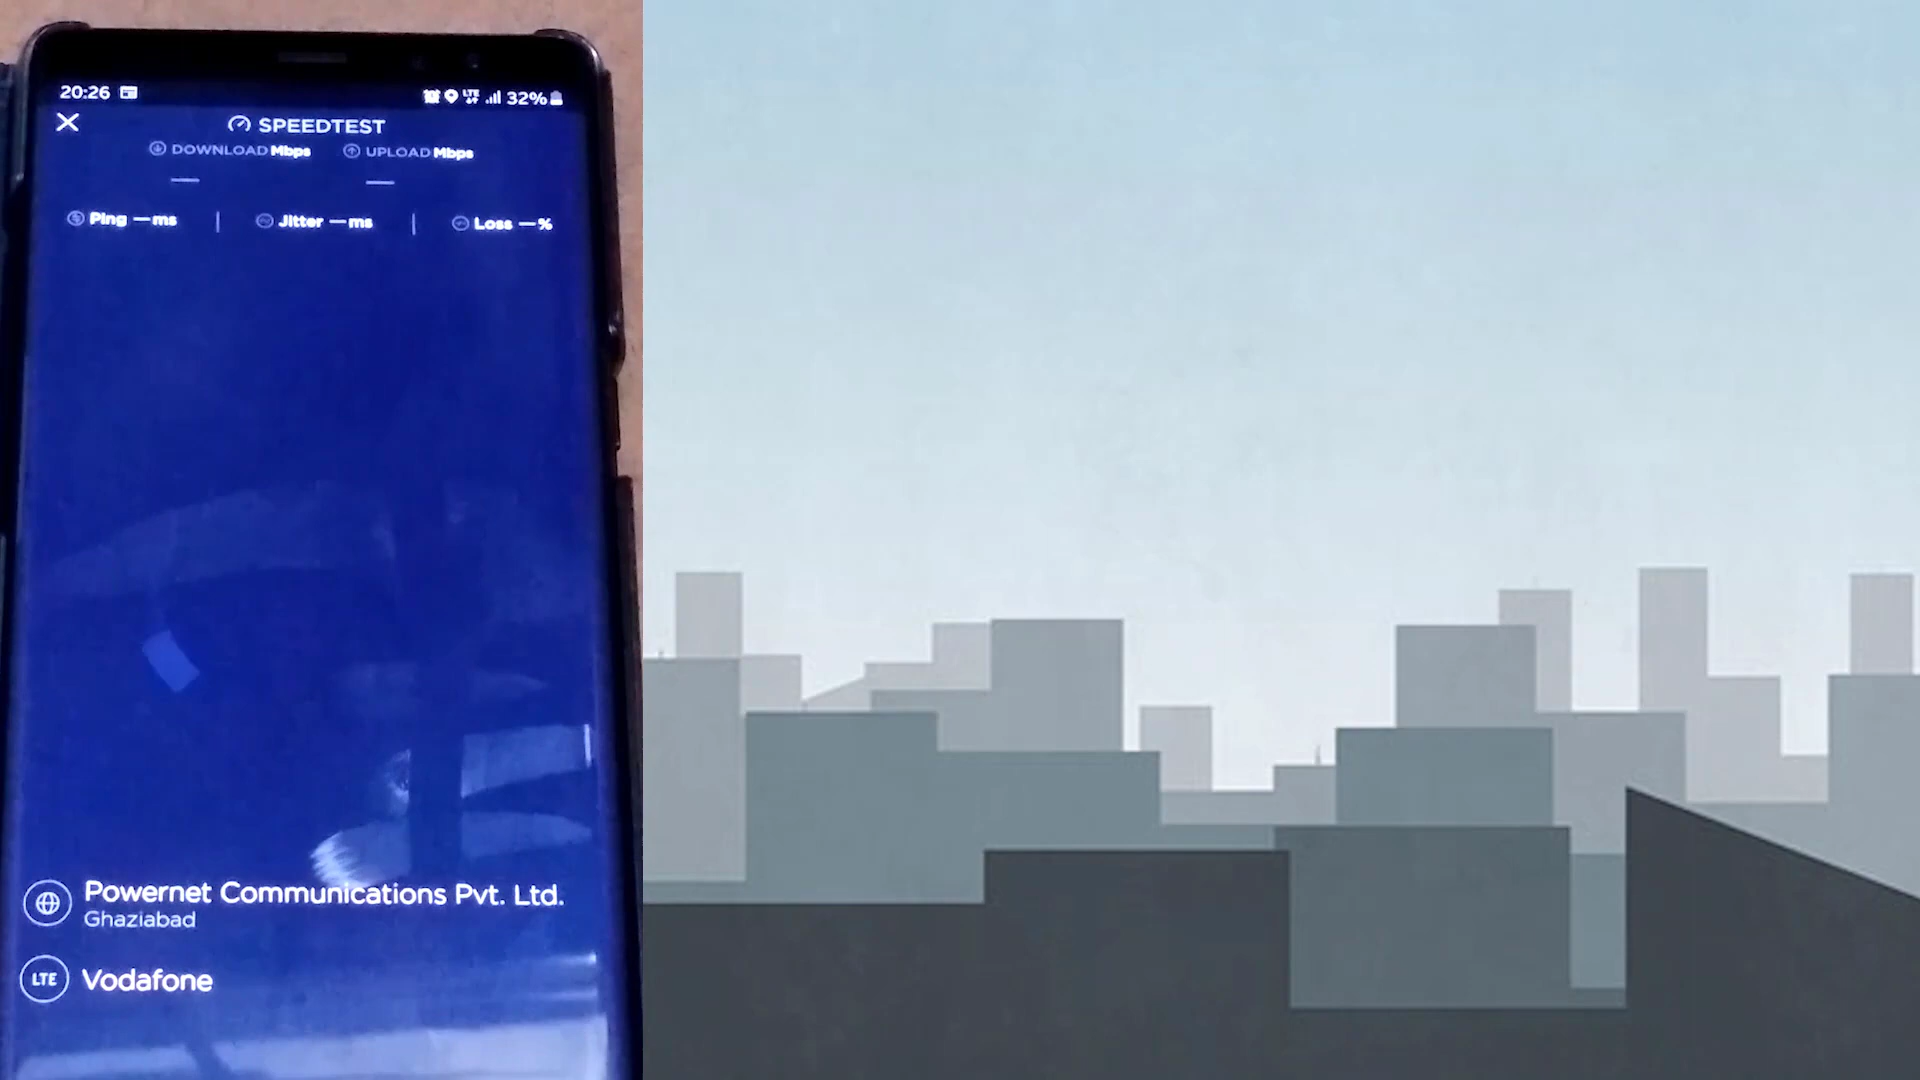 20:26 LTE 32%
SPEEDTEST
DOWNLOAD Mbps UPLOAD Mbps
— —
Ping — ms | Jitter — ms | Loss — %
Powernet Communications Pvt. Ltd.
Ghaziabad
LTE Vodafone